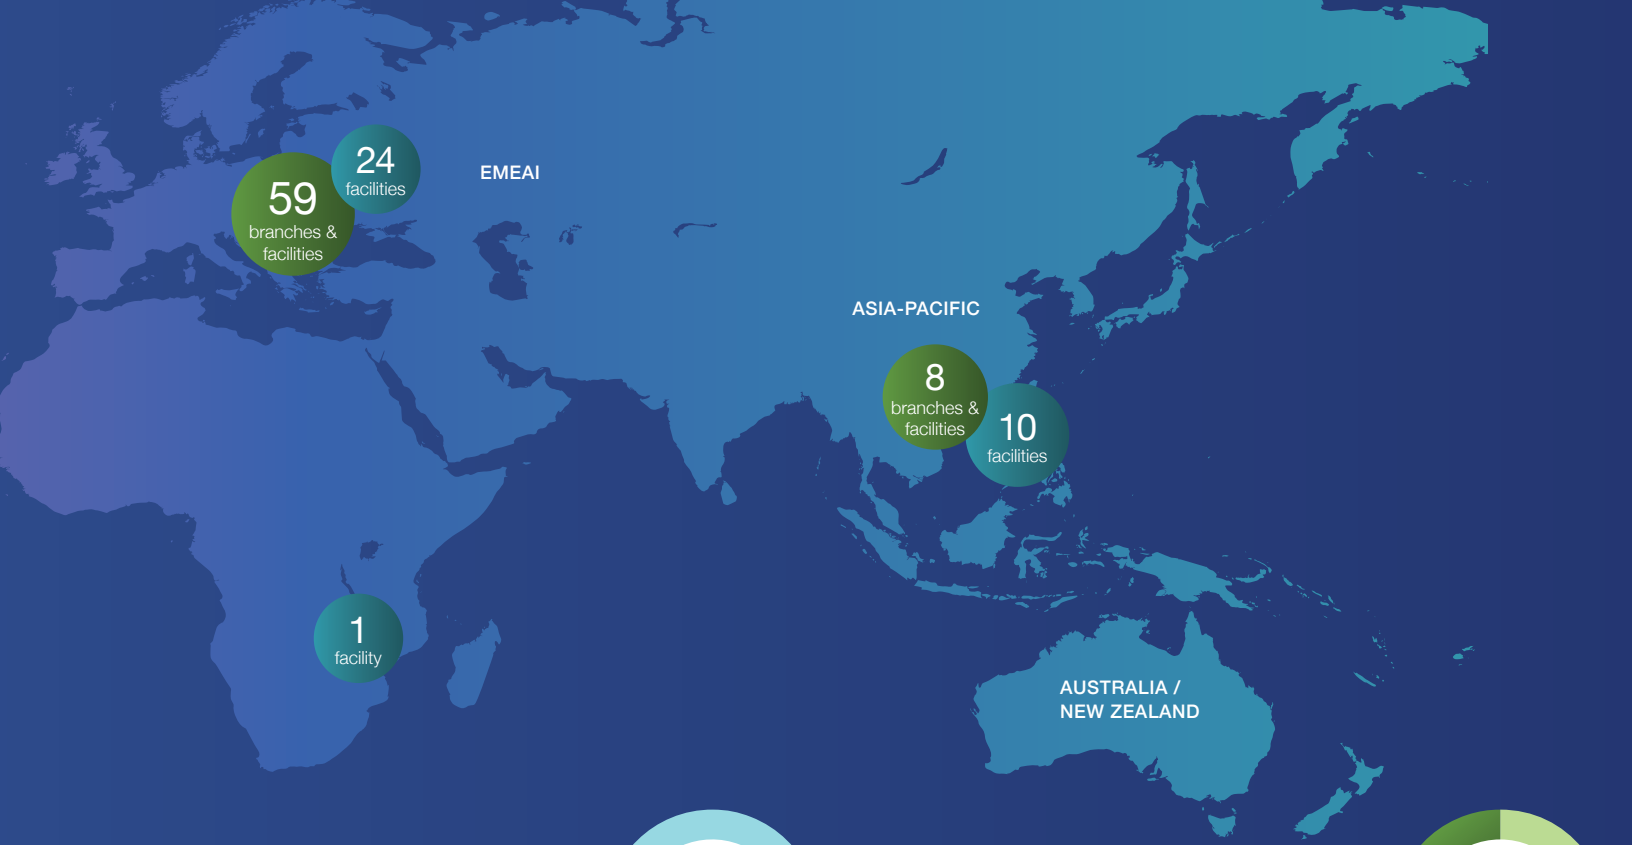 24
facilities
EMEAI
59
branches &
facilities
ASIA-PACIFIC
8
branches &
facilities
10
facilities
1
facility
AUSTRALIA /
NEW ZEALAND